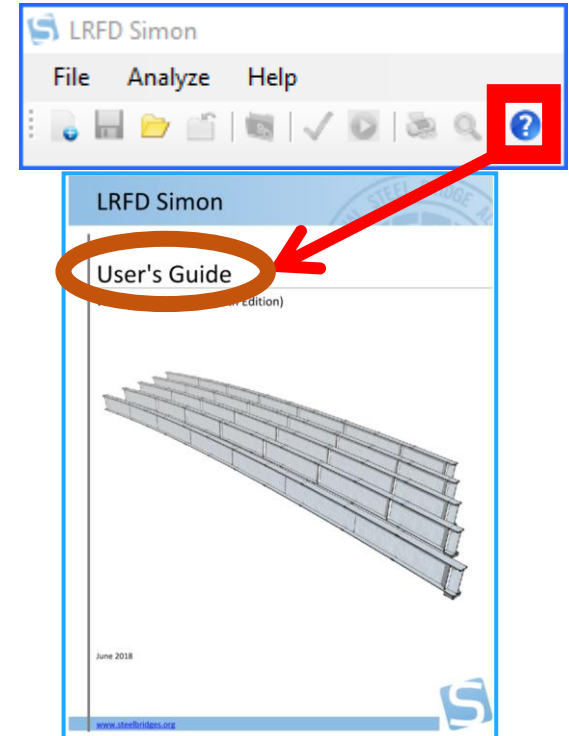 LRFD Simon
File Analyze Help
LRFD Simon
User's Guide
Edition)
June 2018
www.steelbridges.org